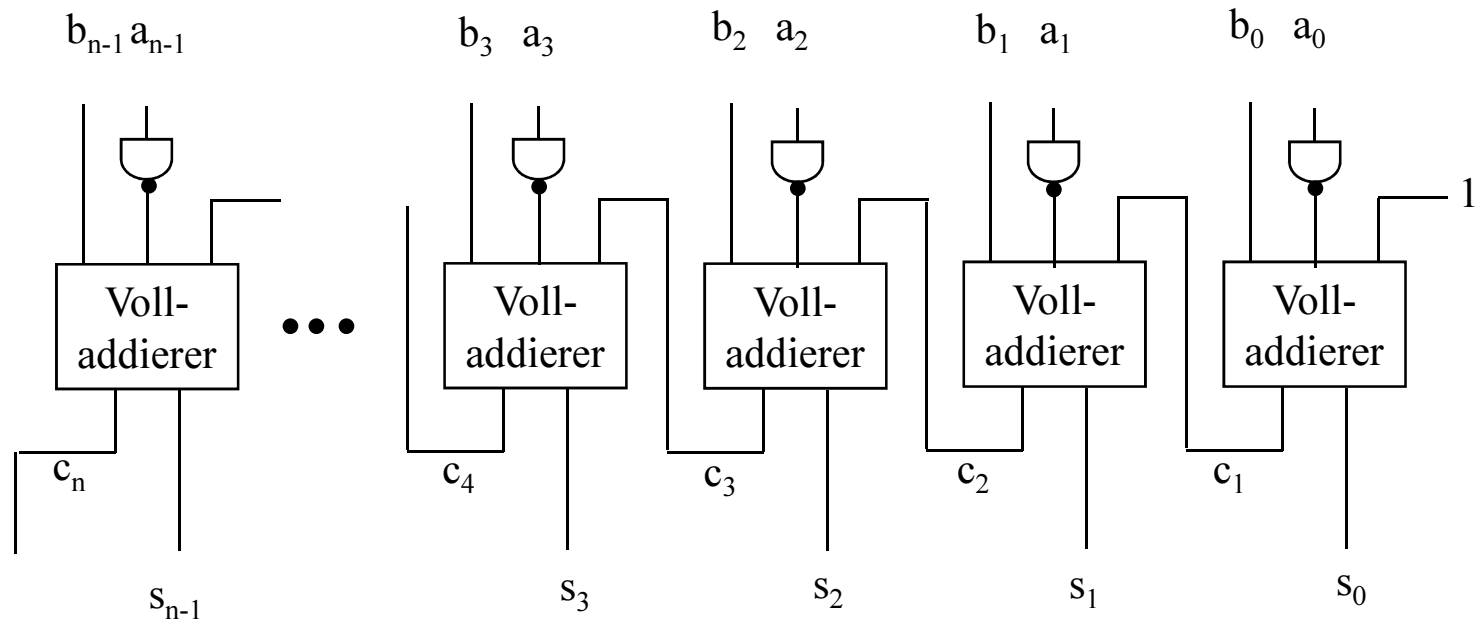 bₙ₋₁ aₙ₋₁ b₃ a₃ b₂ a₂ b₁ a₁ b₀ a₀
1
Voll- Voll- Voll- Voll- Voll-
addierer addierer addierer addierer addierer
cₙ c₄ c₃ c₂ c₁
sₙ₋₁ s₃ s₂ s₁ s₀